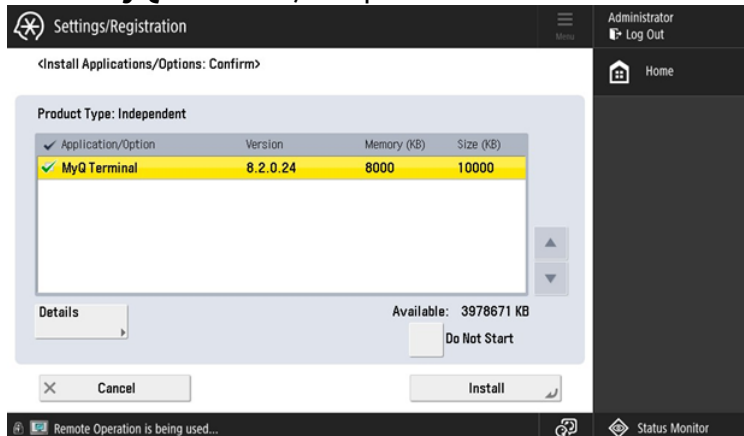 Settings/Registration
Menu
Administrator
Log Out
<Install Applications/Options: Confirm>
Home
Product Type: Independent
Application/Option Version Memory (KB) Size (KB)
MyQ Terminal 8.2.0.24 8000 10000
Details
Available: 3978671 KB
Do Not Start
Cancel
Install
Remote Operation is being used...
Status Monitor